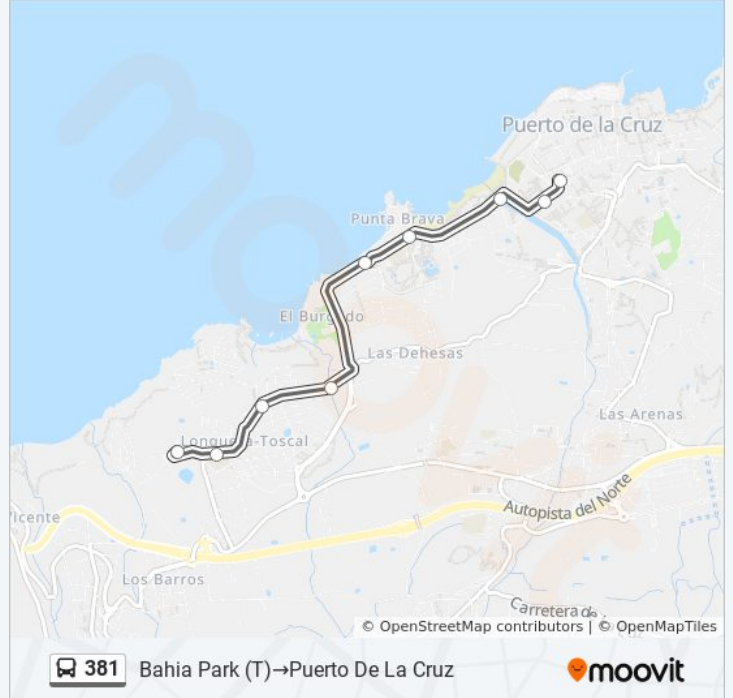 Puerto de la Cruz
Punta Brava
El Burgado
Las Dehesas
Longuera-Toscal
Las Arenas
Autopista del Norte
Los Barros
Carretera de
© OpenStreetMap contributors | © OpenMapTiles
381 Bahia Park (T)→Puerto De La Cruz
moovit